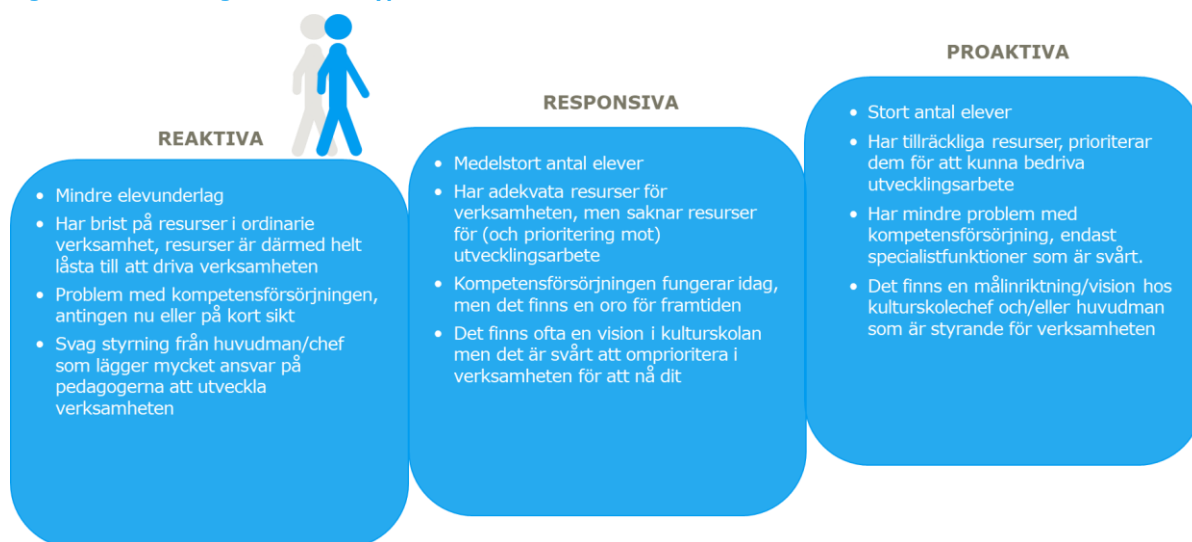 REAKTIVA
• Mindre elevunderlag
• Har brist på resurser i ordinarie
verksamhet, resurser är därmed helt
låsta till att driva verksamheten
• Problem med kompetensförsörjningen,
antingen nu eller på kort sikt
• Svag styrning från huvudman/chef
som lägger mycket ansvar på
pedagogerna att utveckla
verksamheten
RESPONSIVA
• Medelstort antal elever
• Har adekvata resurser för
verksamheten, men saknar resurser
för (och prioritering mot)
utvecklingsarbete
• Kompetensförsörjningen fungerar idag,
men det finns en oro för framtiden
• Det finns ofta en vision i kulturskolan
men det är svårt att omprioritera i
verksamheten för att nå dit
PROAKTIVA
• Stort antal elever
• Har tillräckliga resurser, prioriterar
dem för att kunna bedriva
utvecklingsarbete
• Har mindre problem med
kompetensförsörjning, endast
specialistfunktioner som är svårt.
• Det finns en målinriktning/vision hos
kulturskolechef och/eller huvudman
som är styrande för verksamheten